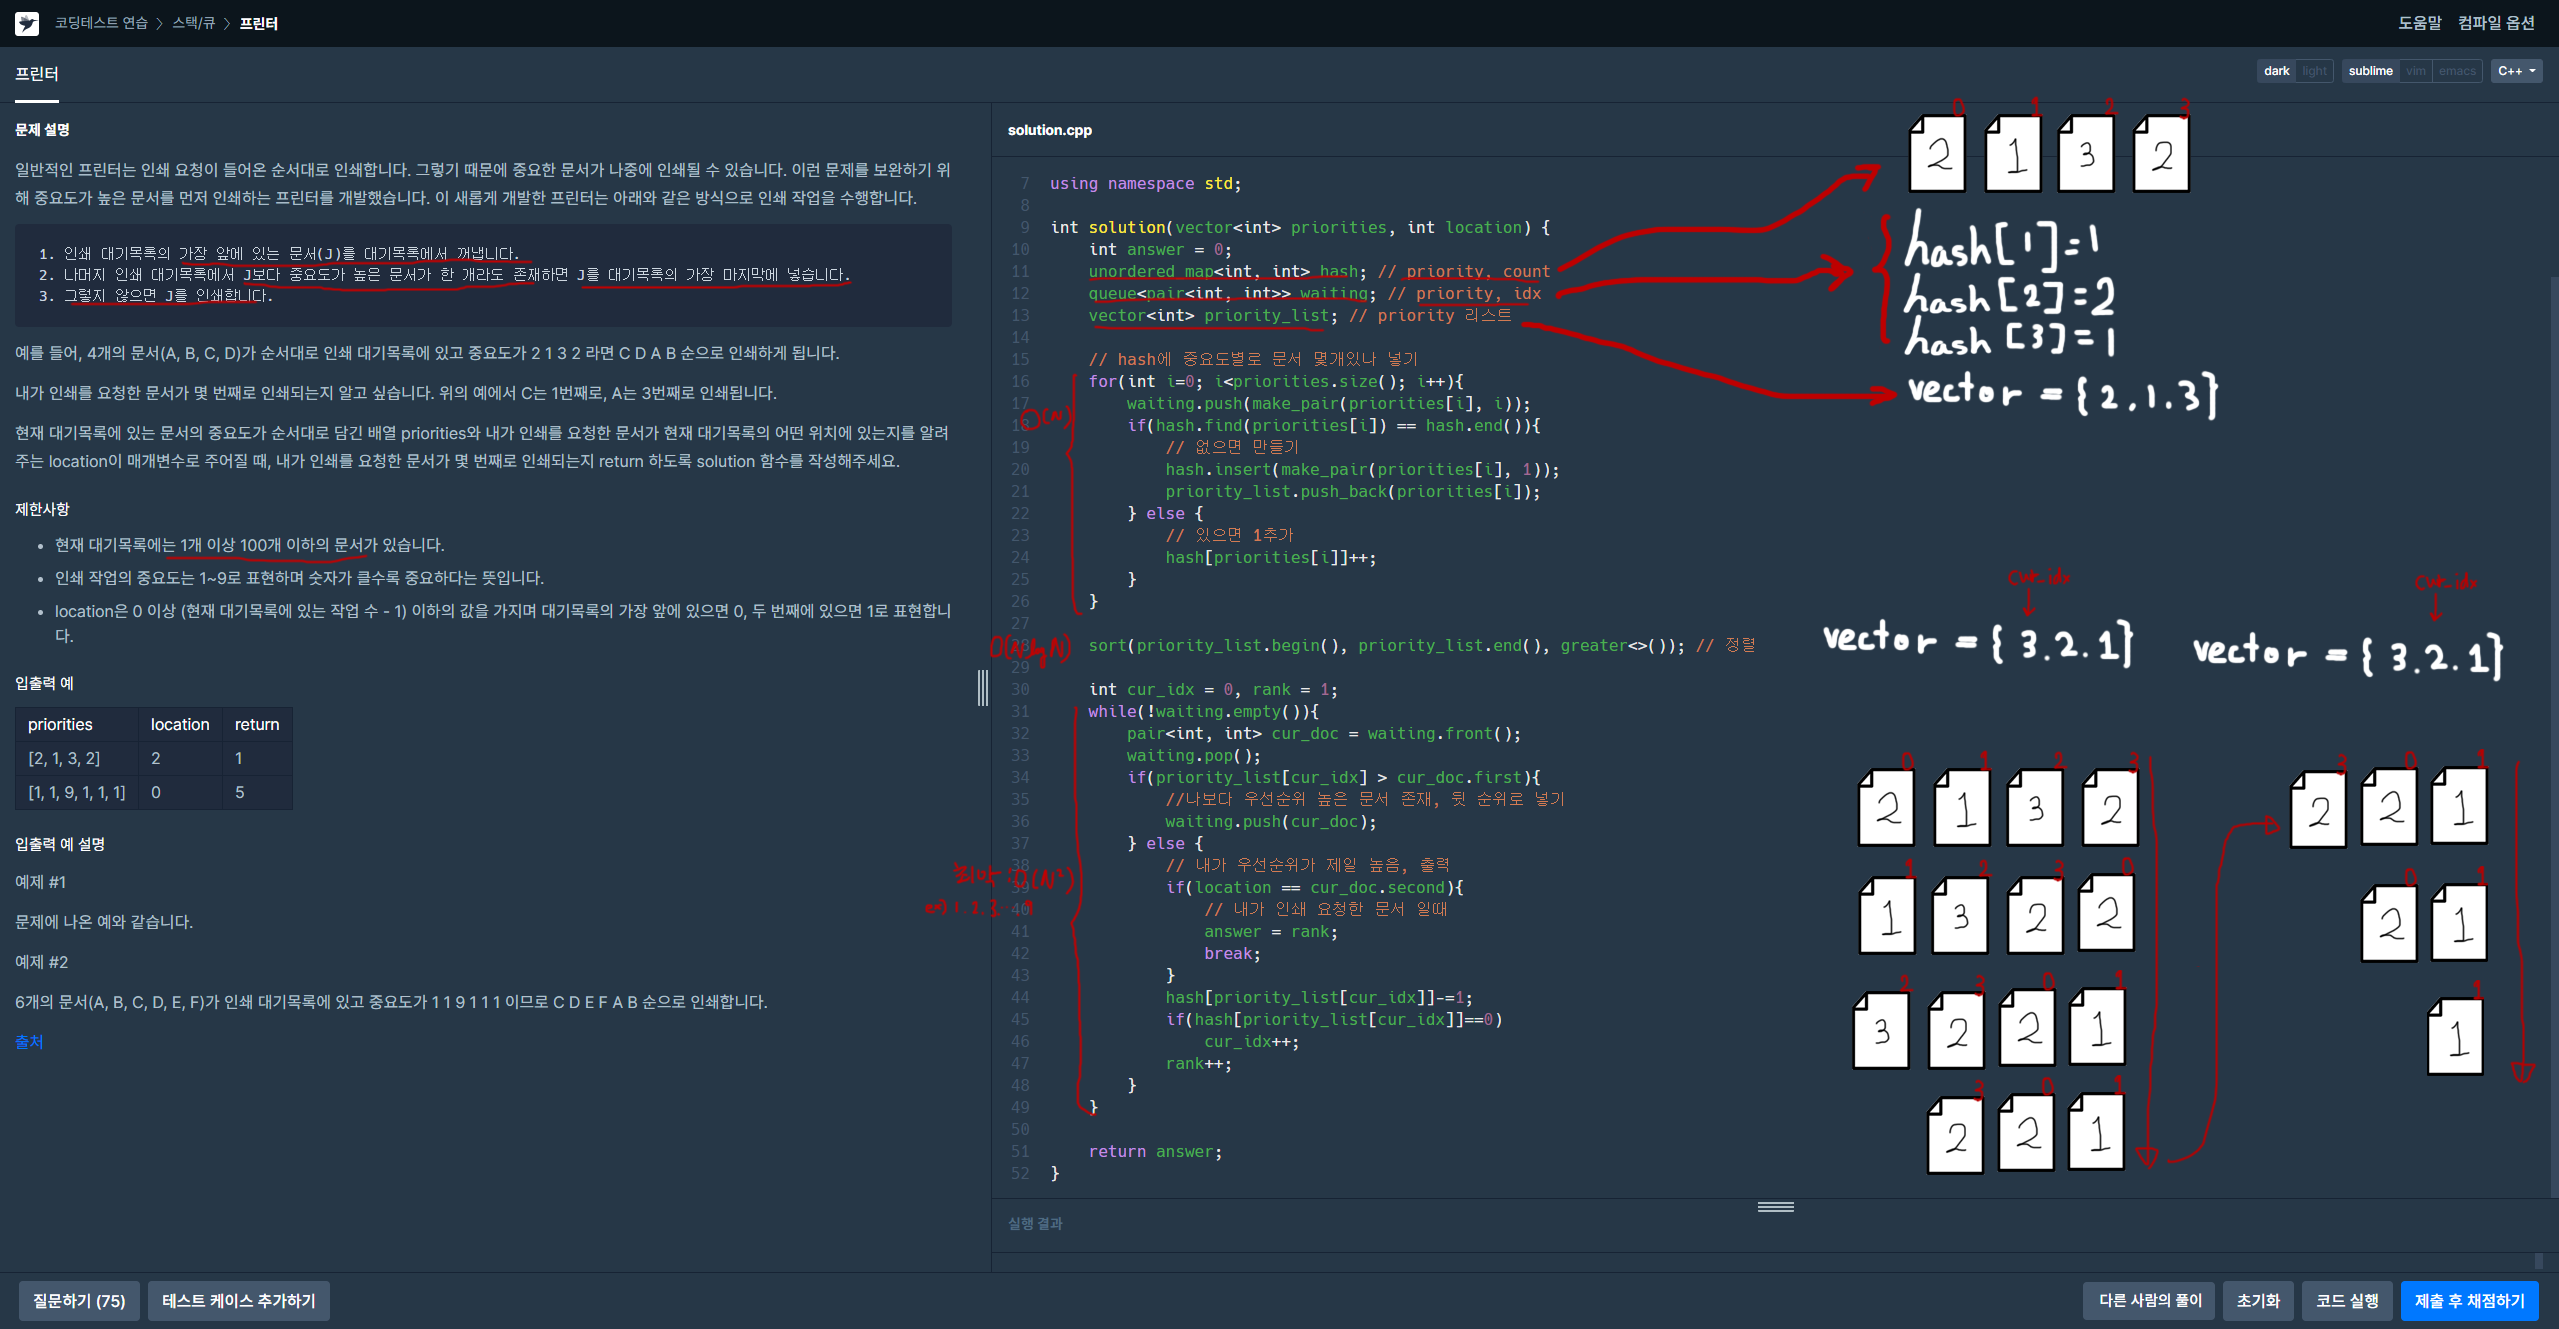 코딩테스트 연습 > 스택/큐 > 프린터
도움말 컴파일 옵션
프린터
dark light sublime vim emacs C++
문제 설명
일반적인 프린터는 인쇄 요청이 들어온 순서대로 인쇄합니다. 그렇기 때문에 중요한 문서가 나중에 인쇄될 수 있습니다. 이런 문제를 보완하기 위
해 중요도가 높은 문서를 먼저 인쇄하는 프린터를 개발했습니다. 이 새롭게 개발한 프린터는 아래와 같은 방식으로 인쇄 작업을 수행합니다.
1. 인쇄 대기목록의 가장 앞에 있는 문서(J)를 대기목록에서 꺼냅니다.
2. 나머지 인쇄 대기목록에서 J보다 중요도가 높은 문서가 한 개라도 존재하면 J를 대기목록의 가장 마지막에 넣습니다.
3. 그렇지 않으면 J를 인쇄합니다.
예를 들어, 4개의 문서(A, B, C, D)가 순서대로 인쇄 대기목록에 있고 중요도가 2 1 3 2 라면 C D A B 순으로 인쇄하게 됩니다.
내가 인쇄를 요청한 문서가 몇 번째로 인쇄되는지 알고 싶습니다. 위의 예에서 C는 1번째로, A는 3번째로 인쇄됩니다.
현재 대기목록에 있는 문서의 중요도가 순서대로 담긴 배열 priorities와 내가 인쇄를 요청한 문서가 현재 대기목록의 어떤 위치에 있는지를 알려
주는 location이 매개변수로 주어질 때, 내가 인쇄를 요청한 문서가 몇 번째로 인쇄되는지 return 하도록 solution 함수를 작성해주세요.
제한사항
• 현재 대기목록에는 1개 이상 100개 이하의 문서가 있습니다.
• 인쇄 작업의 중요도는 1~9로 표현하며 숫자가 클수록 중요하다는 뜻입니다.
• location은 0 이상 (현재 대기목록에 있는 작업 수 - 1) 이하의 값을 가지며 대기목록의 가장 앞에 있으면 0, 두 번째에 있으면 1로 표현합니
다.
입출력 예
priorities location return
[2, 1, 3, 2] 2 1
[1, 1, 9, 1, 1, 1] 0 5
입출력 예 설명
예제 #1
문제에 나온 예와 같습니다.
예제 #2
6개의 문서(A, B, C, D, E, F)가 인쇄 대기목록에 있고 중요도가 1 1 9 1 1 1 이므로 C D E F A B 순으로 인쇄합니다.
출처
solution.cpp
7 using namespace std;
8
9 int solution(vector<int> priorities, int location) {
10 int answer = 0;
11 unordered_map<int, int> hash; // priority, count
12 queue<pair<int, int>> waiting; // priority, idx
13 vector<int> priority_list; // priority 리스트
14
15 // hash에 중요도별로 문서 몇개있나 넣기
16 for(int i=0; i<priorities.size(); i++){
17 waiting.push(make_pair(priorities[i], i));
18 if(hash.find(priorities[i]) == hash.end()){
19 // 없으면 만들기
20 hash.insert(make_pair(priorities[i], 1));
21 priority_list.push_back(priorities[i]);
22 } else {
23 // 있으면 1추가
24 hash[priorities[i]]++;
25 }
26 }
27
28 sort(priority_list.begin(), priority_list.end(), greater<>()); // 정렬
29
30 int cur_idx = 0, rank = 1;
31 while(!waiting.empty()){
32 pair<int, int> cur_doc = waiting.front();
33 waiting.pop();
34 if(priority_list[cur_idx] > cur_doc.first){
35 //나보다 우선순위 높은 문서 존재, 뒷 순위로 넣기
36 waiting.push(cur_doc);
37 } else {
38 // 내가 우선순위가 제일 높음, 출력
39 if(location == cur_doc.second){
40 // 내가 인쇄 요청한 문서 일때
41 answer = rank;
42 break;
43 }
44 hash[priority_list[cur_idx]]-=1;
45 if(hash[priority_list[cur_idx]]==0)
46 cur_idx++;
47 rank++;
48 }
49 }
50
51 return answer;
52 }
O(N)
O(NlogN)
최악 : O(N²)
ex) 1, 2, 3 ... 9
0 1 2 3
2 1 3 2
hash[1]=1
hash[2]=2
hash[3]=1
vector = {2,1.3}
cur_idx
vector = { 3.2.1}
cur_idx
vector = { 3.2.1}
0 1 2 3
2 1 3 2
1 2 3 0
1 3 2 2
2 3 0 1
3 2 2 1
3 0 1
2 2 1
3 0 1
2 2 1
0 1
2 1
1
1
실행 결과
질문하기 (75) 테스트 케이스 추가하기
다른 사람의 풀이 초기화 코드 실행 제출 후 채점하기